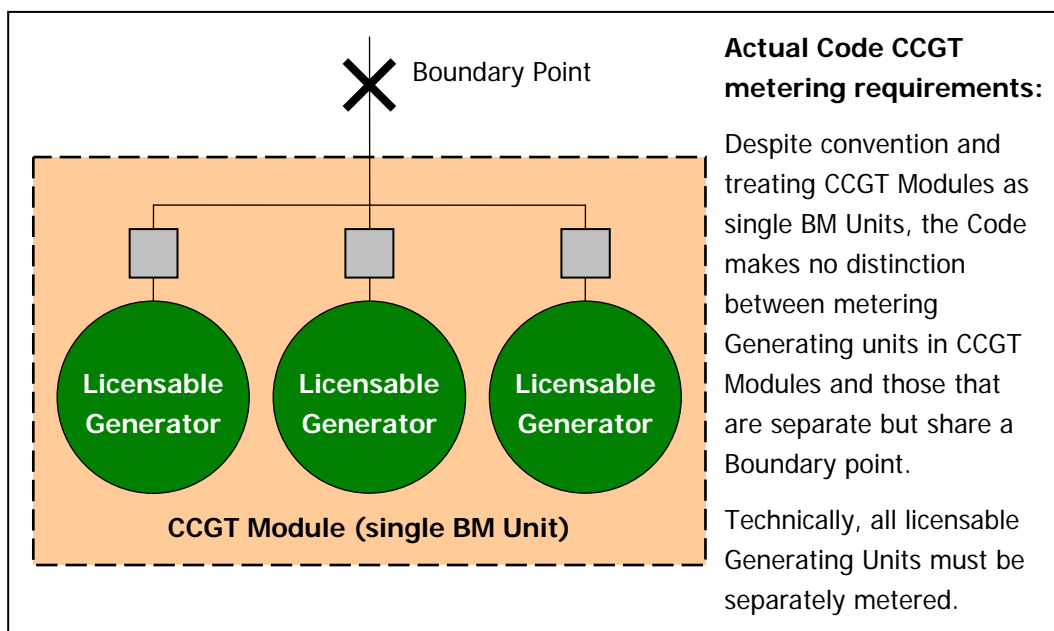 Boundary Point
Licensable
Generator
Licensable
Generator
Licensable
Generator
CCGT Module (single BM Unit)
Actual Code CCGT
metering requirements:
Despite convention and
treating CCGT Modules as
single BM Units, the Code
makes no distinction
between metering
Generating units in CCGT
Modules and those that
are separate but share a
Boundary point.
Technically, all licensable
Generating Units must be
separately metered.